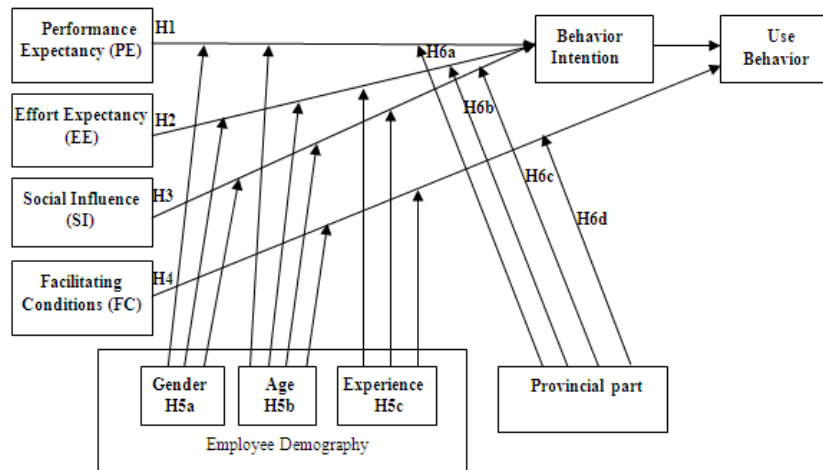 Performance
Expectancy (PE)
H1
H6a
Behavior
Intention
Use
Behavior
Effort Expectancy
(EE)
H2
H6b
Social Influence
(SI)
H3
H6c
H6d
Facilitating
Conditions (FC)
H4
Gender
H5a
Age
H5b
Experience
H5c
Provincial part
Employee Demography